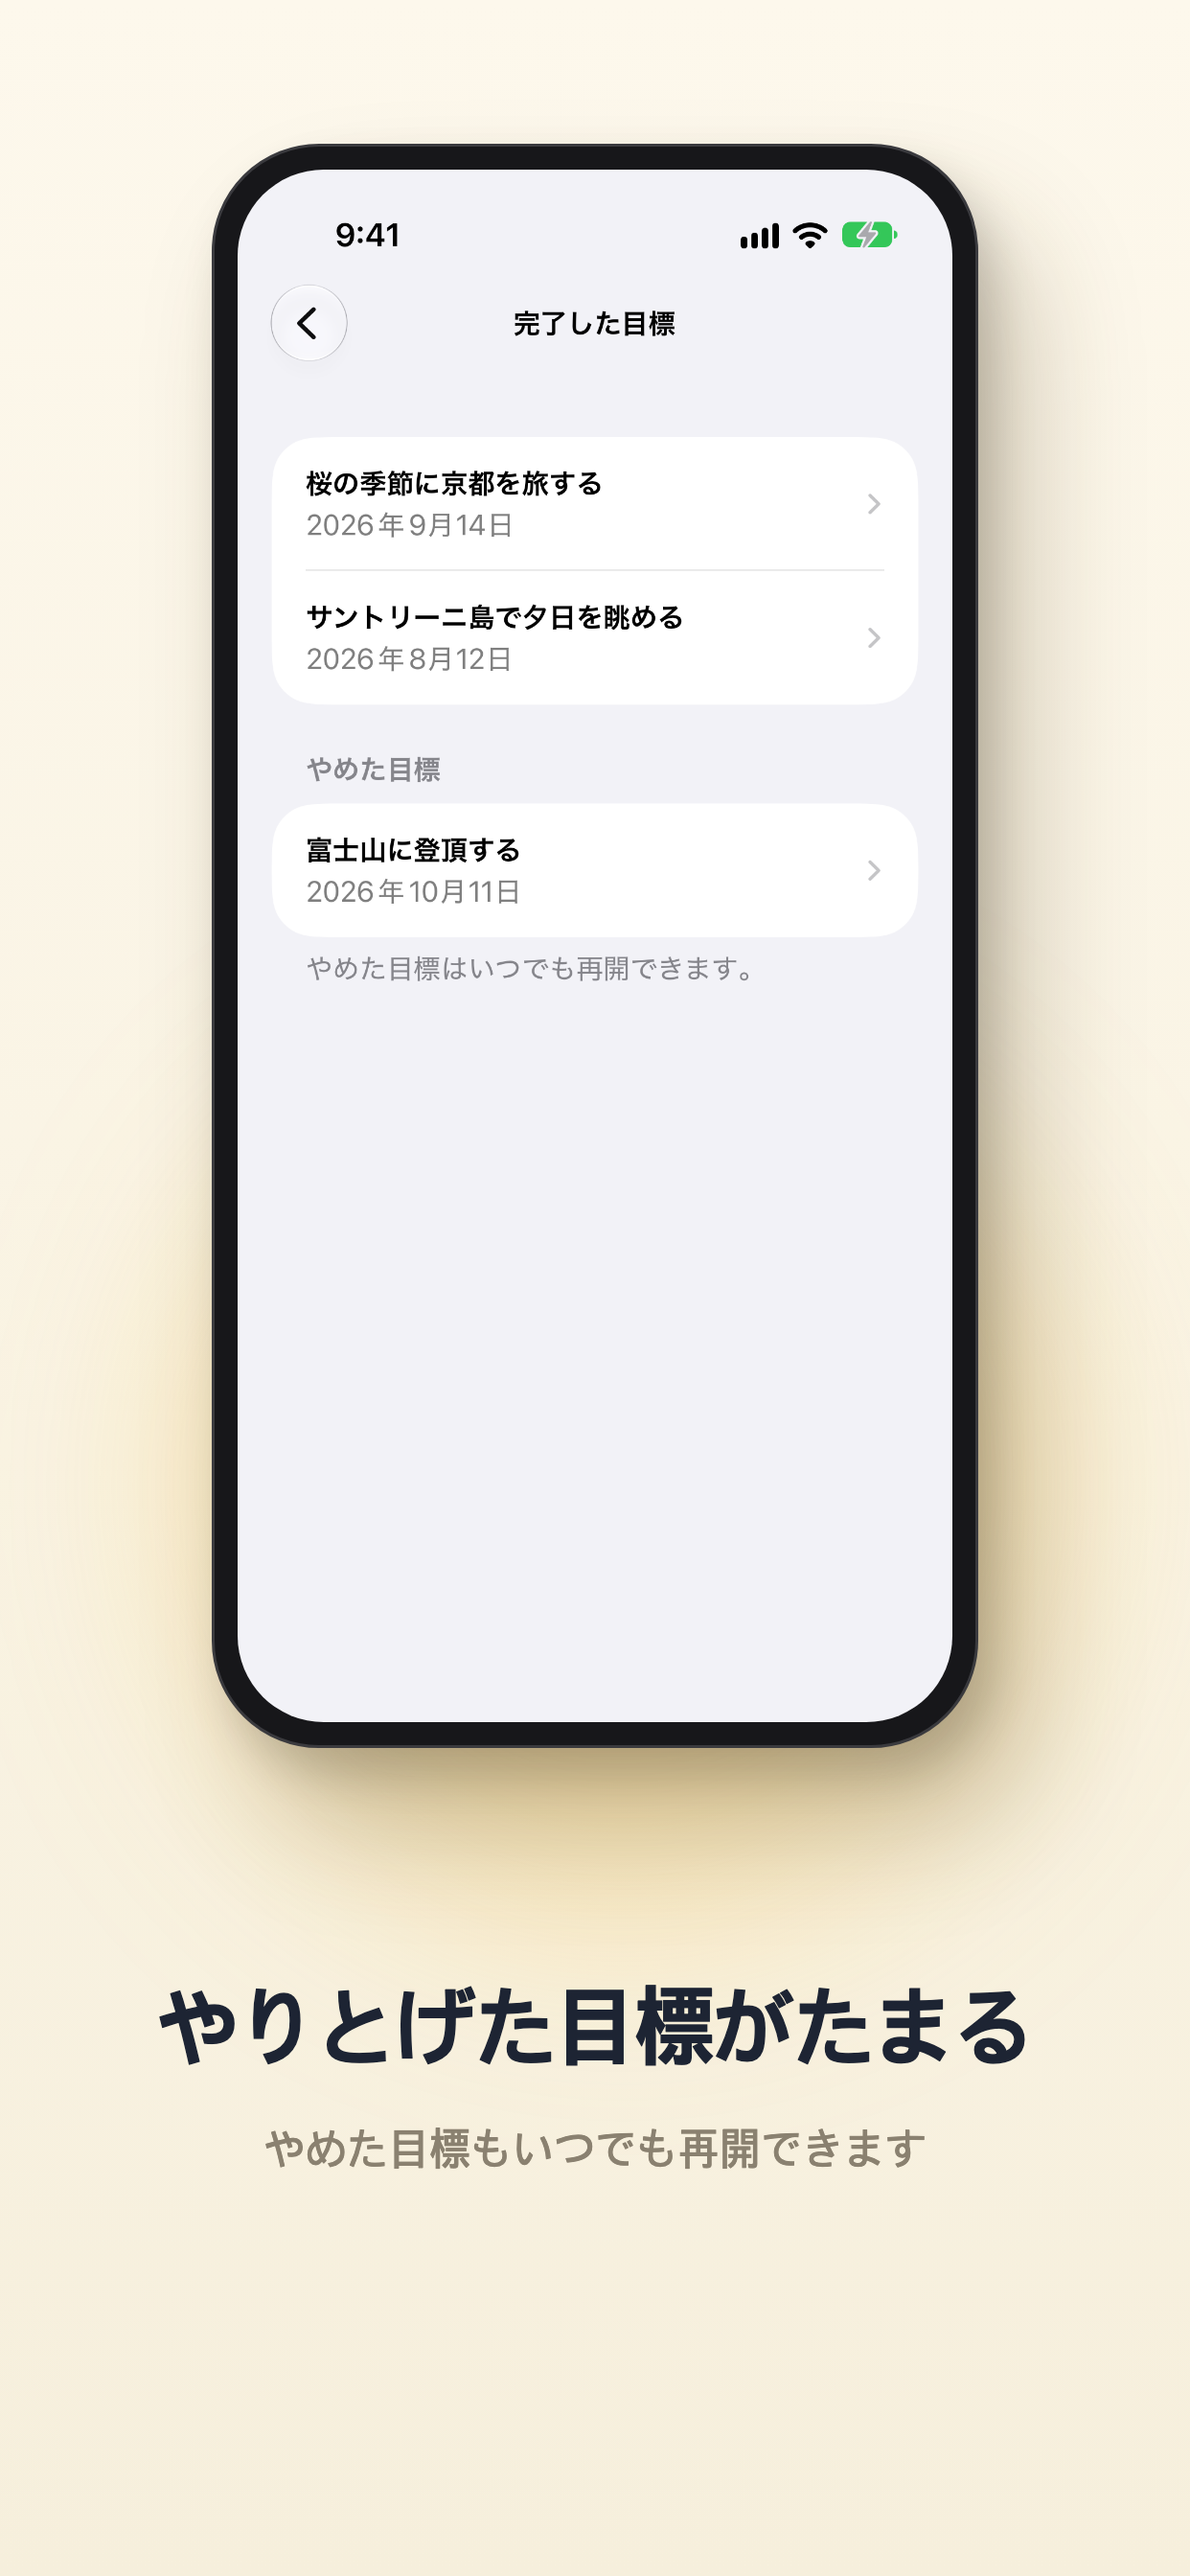 9:41
完了した目標
桜の季節に京都を旅する
2026年9月14日
サントリーニ島で夕日を眺める
2026年8月12日
やめた目標
富士山に登頂する
2026年10月11日
やめた目標はいつでも再開できます。
やりとげた目標がたまる
やめた目標もいつでも再開できます